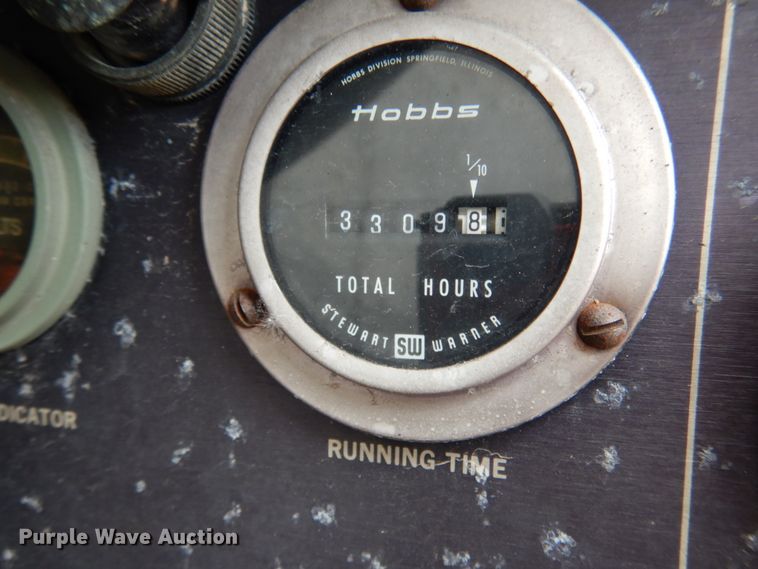 HOBBS DIVISION SPRINGFIELD, ILLINOIS
Hobbs
1/10
3 3 0 9 8
TOTAL HOURS
STEWART SW WARNER
DICATOR
RUNNING TIME
Purple Wave Auction